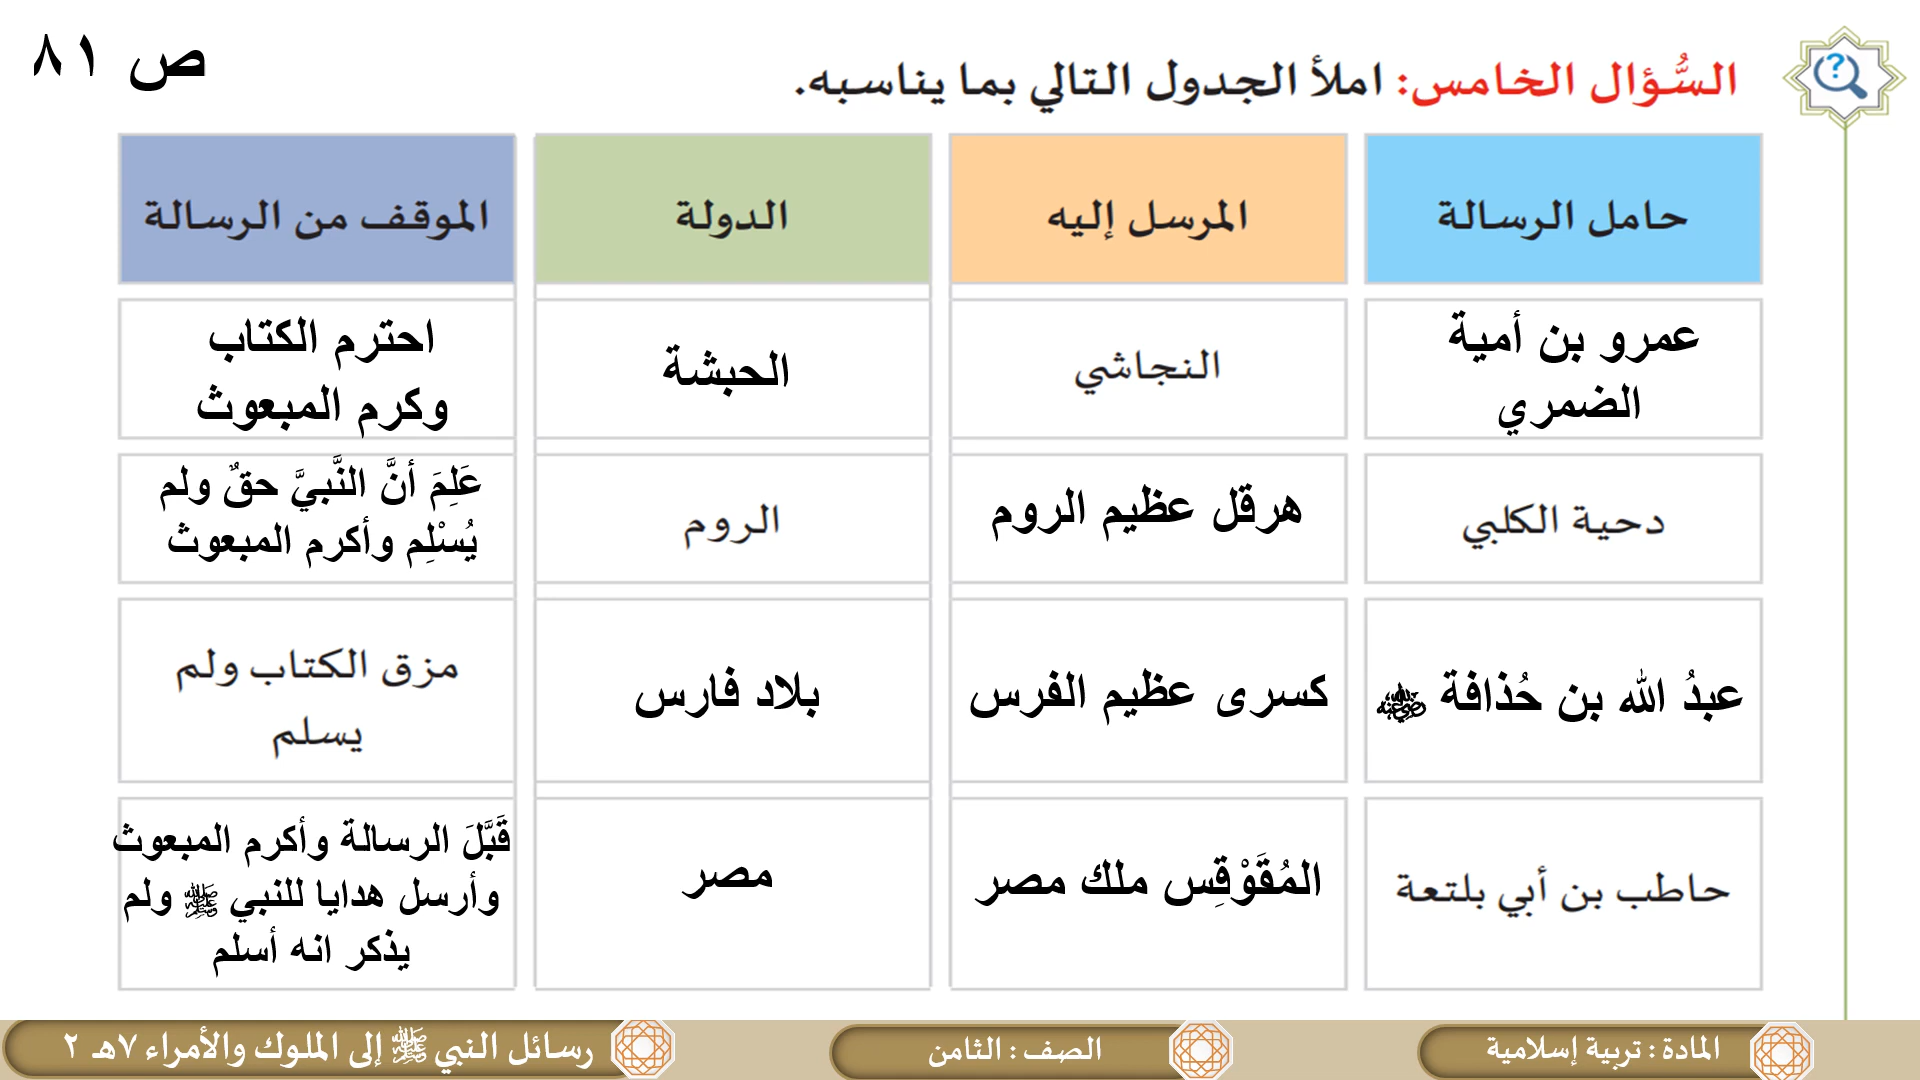 ص ٨١
السُّؤال الخامس: املأ الجدول التالي بما يناسبه.
حامل الرسالة
المرسل إليه
الدولة
الموقف من الرسالة
عمرو بن أمية
الضمري
النجاشي
الحبشة
احترم الكتاب
وكرم المبعوث
دحية الكلبي
هرقل عظيم الروم
الروم
عَلِمَ أنَّ النَّبيَّ حقٌ ولم
يُسْلِم وأكرم المبعوث
عبدُ الله بن حُذافة رضي الله عنه
كسرى عظيم الفرس
بلاد فارس
مزق الكتاب ولم
يسلم
حاطب بن أبي بلتعة
المُقَوْقِس ملك مصر
مصر
قَبَّلَ الرسالة وأكرم المبعوث
وأرسل هدايا للنبي ﷺ ولم
يذكر انه أسلم
المادة : تربية إسلامية
الصف : الثامن
رسائل النبي ﷺ إلى الملوك والأمراء ٧هـ ٢